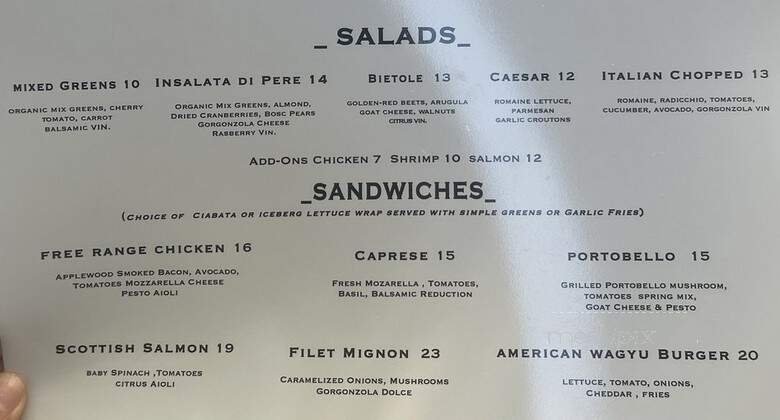 _ SALADS_
MIXED GREENS 10 INSALATA DI PERE 14 BIETOLE 13 CAESAR 12 ITALIAN CHOPPED 13
ORGANIC MIX GREENS, CHERRY
TOMATO, CARROT
BALSAMIC VIN.
ORGANIC MIX GREENS, ALMOND,
DRIED CRANBERRIES, BOSC PEARS
GORGONZOLA CHEESE
RASBERRY VIN.
GOLDEN-RED BEETS, ARUGULA
GOAT CHEESE, WALNUTS
CITRUS VIN.
ROMAINE LETTUCE,
PARMESAN
GARLIC CROUTONS
ROMAINE, RADICCHIO, TOMATOES,
CUCUMBER, AVOCADO, GORGONZOLA VIN
ADD-ONS CHICKEN 7 SHRIMP 10 SALMON 12
_SANDWICHES_
(CHOICE OF CIABATA OR ICEBERG LETTUCE WRAP SERVED WITH SIMPLE GREENS OR GARLIC FRIES)
FREE RANGE CHICKEN 16
APPLEWOOD SMOKED BACON, AVOCADO,
TOMATOES MOZZARELLA CHEESE
PESTO AIOLI
CAPRESE 15
FRESH MOZARELLA , TOMATOES,
BASIL, BALSAMIC REDUCTION
PORTOBELLO 15
GRILLED PORTOBELLO MUSHROOM,
TOMATOES SPRING MIX,
GOAT CHEESE & PESTO
SCOTTISH SALMON 19
BABY SPINACH ,TOMATOES
CITRUS AIOLI
FILET MIGNON 23
CARAMELIZED ONIONS, MUSHROOMS
GORGONZOLA DOLCE
AMERICAN WAGYU BURGER 20
LETTUCE, TOMATO, ONIONS,
CHEDDAR , FRIES